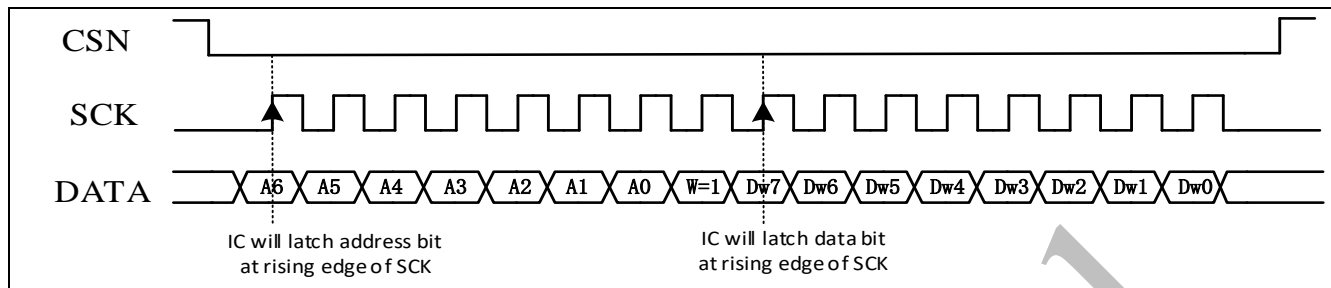 CSN
SCK
DATA A6 A5 A4 A3 A2 A1 A0 W=1 Dw7 Dw6 Dw5 Dw4 Dw3 Dw2 Dw1 Dw0
IC will latch address bit
at rising edge of SCK
IC will latch data bit
at rising edge of SCK